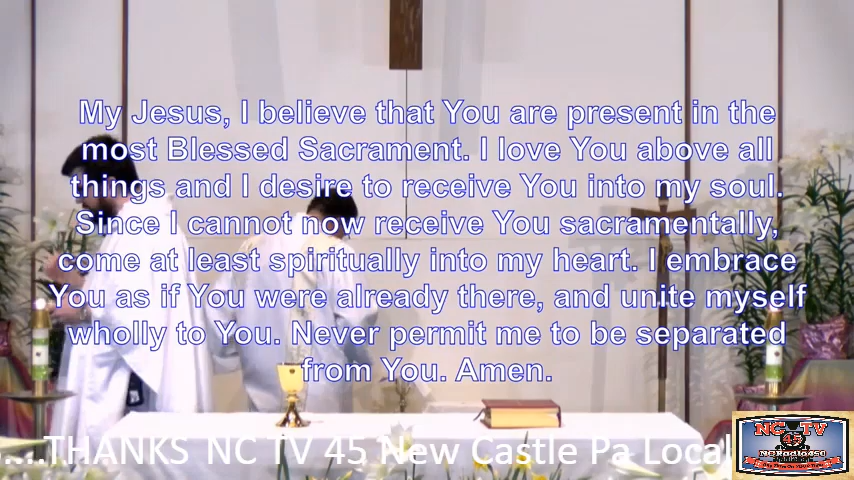 My Jesus, I believe that You are present in the
most Blessed Sacrament. I love You above all
things and I desire to receive You into my soul.
Since I cannot now receive You sacramentally,
come at least spiritually into my heart. I embrace
You as if You were already there, and unite myself
wholly to You. Never permit me to be separated
from You. Amen.
....THANKS NC TV 45 New Castle Pa Local
NC TV
45
NCRadio450